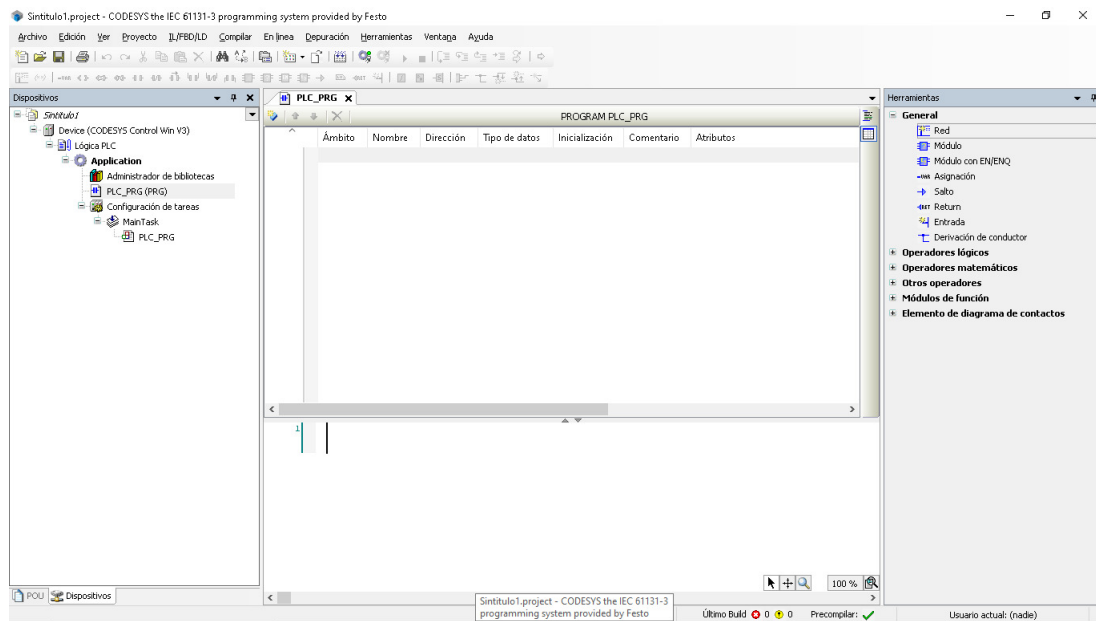 Sintitulo1.project - CODESYS the IEC 61131-3 programming system provided by Festo
Archivo Edición Ver Proyecto IL/FBD/LD Compilar En línea Depuración Herramientas Ventana Ayuda
Dispositivos
Sintitulo1
Device (CODESYS Control Win V3)
Lógica PLC
Application
Administrador de bibliotecas
PLC_PRG (PRG)
Configuración de tareas
MainTask
PLC_PRG
POU Dispositivos
PLC_PRG
PROGRAM PLC_PRG
Ámbito Nombre Dirección Tipo de datos Inicialización Comentario Atributos
1
100 %
Herramientas
General
Red
Módulo
Módulo con EN/ENQ
Asignación
Salto
Return
Entrada
Derivación de conductor
Operadores lógicos
Operadores matemáticos
Otros operadores
Módulos de función
Elemento de diagrama de contactos
Sintitulo1.project - CODESYS the IEC 61131-3
programming system provided by Festo
Último Build 0 0 Precompilar: Usuario actual: (nadie)